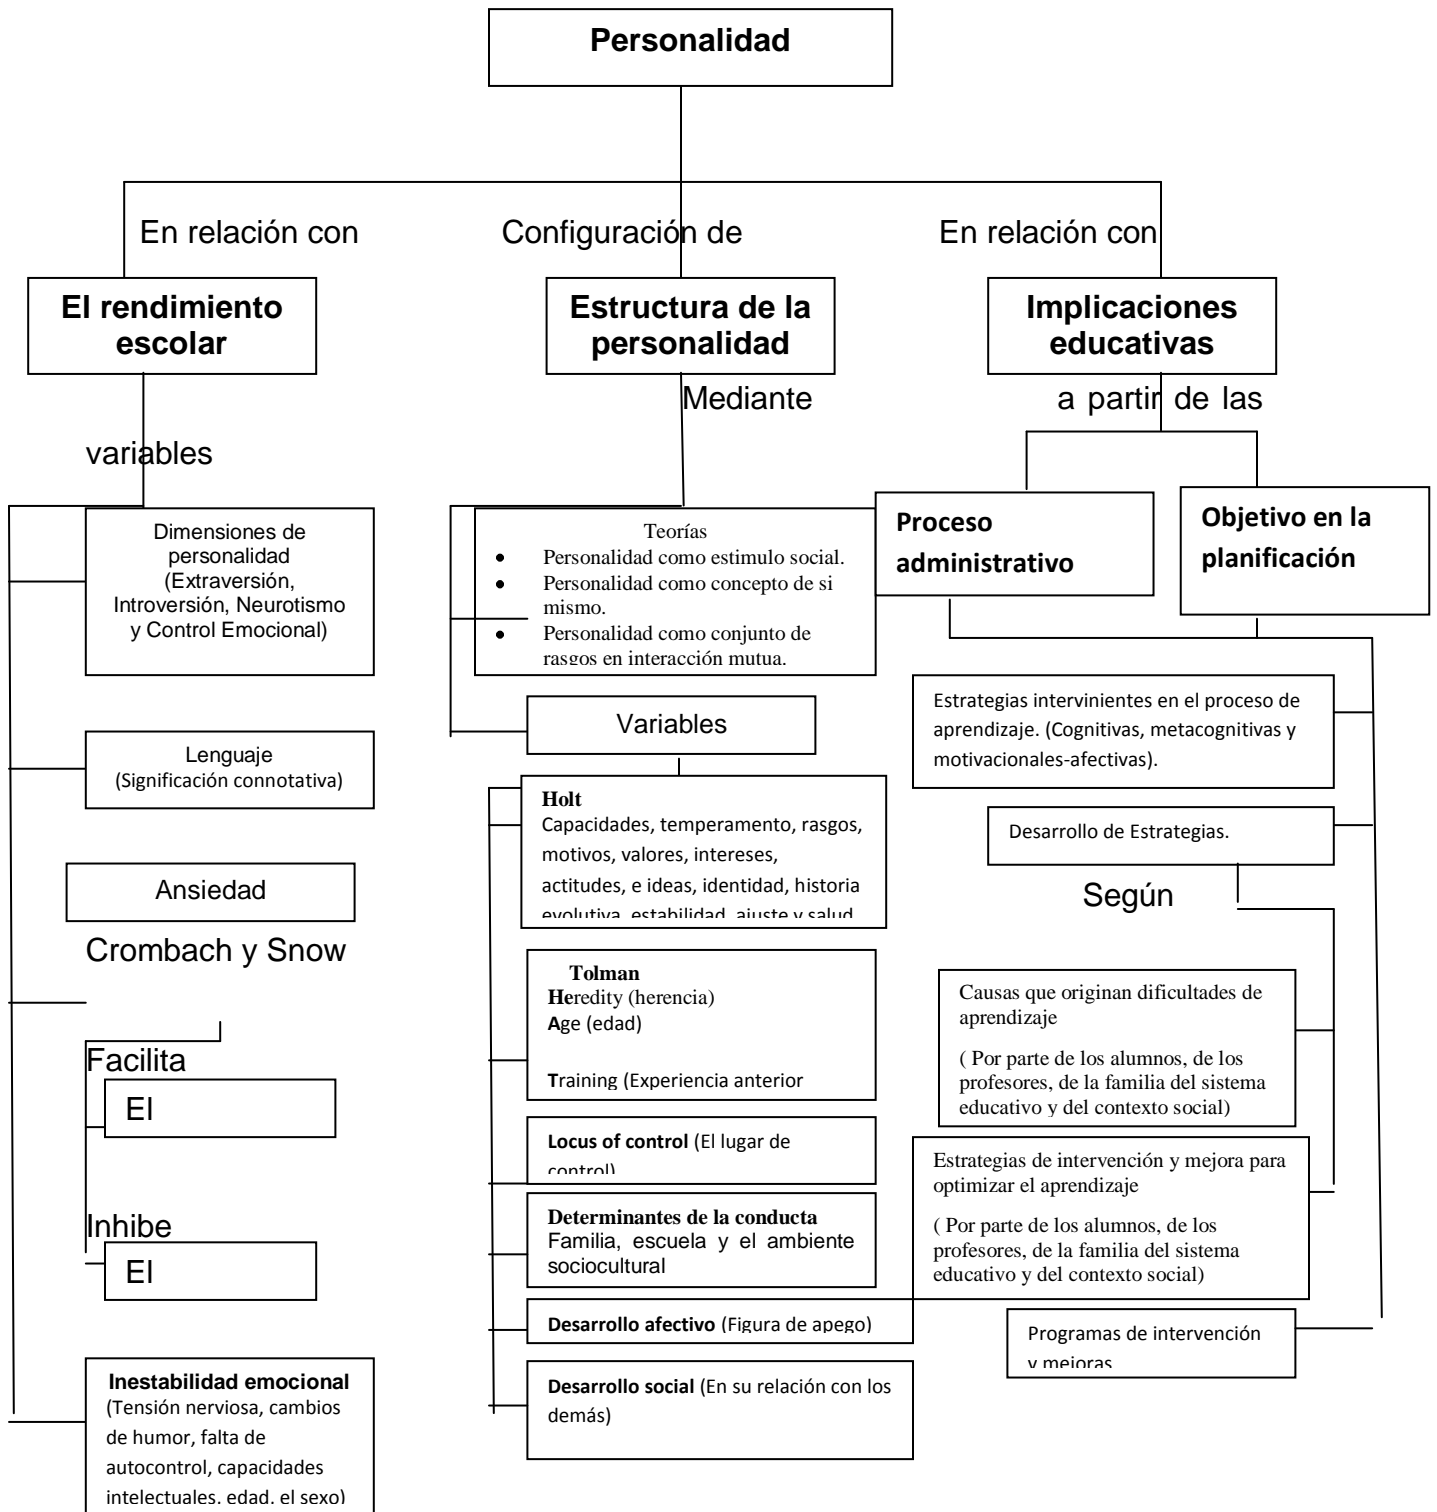 Personalidad
En relación con
Configuración de
En relación con
El rendimiento
escolar
Estructura de la
personalidad
Implicaciones
educativas
variables
Mediante
a partir de las
Dimensiones de
personalidad
(Extraversión,
Introversión, Neurotismo
y Control Emocional)
Lenguaje
(Significación connotativa)
Ansiedad
Crombach y Snow
Facilita
El
Inhibe
El
Inestabilidad emocional
(Tensión nerviosa, cambios
de humor, falta de
autocontrol, capacidades
intelectuales, edad, el sexo)
Teorías
• Personalidad como estimulo social.
• Personalidad como concepto de si
mismo.
• Personalidad como conjunto de
rasgos en interacción mutua.
Variables
Holt
Capacidades, temperamento, rasgos,
motivos, valores, intereses,
actitudes, e ideas, identidad, historia
evolutiva, estabilidad, ajuste y salud
Tolman
Heredity (herencia)
Age (edad)
Training (Experiencia anterior
Locus of control (El lugar de
control)
Determinantes de la conducta
Familia, escuela y el ambiente
sociocultural
Desarrollo afectivo (Figura de apego)
Desarrollo social (En su relación con los
demás)
Proceso
administrativo
Objetivo en la
planificación
Estrategias intervinientes en el proceso de
aprendizaje. (Cognitivas, metacognitivas y
motivacionales-afectivas).
Desarrollo de Estrategias.
Según
Causas que originan dificultades de
aprendizaje
( Por parte de los alumnos, de los
profesores, de la familia del sistema
educativo y del contexto social)
Estrategias de intervención y mejora para
optimizar el aprendizaje
( Por parte de los alumnos, de los
profesores, de la familia del sistema
educativo y del contexto social)
Programas de intervención
y mejoras